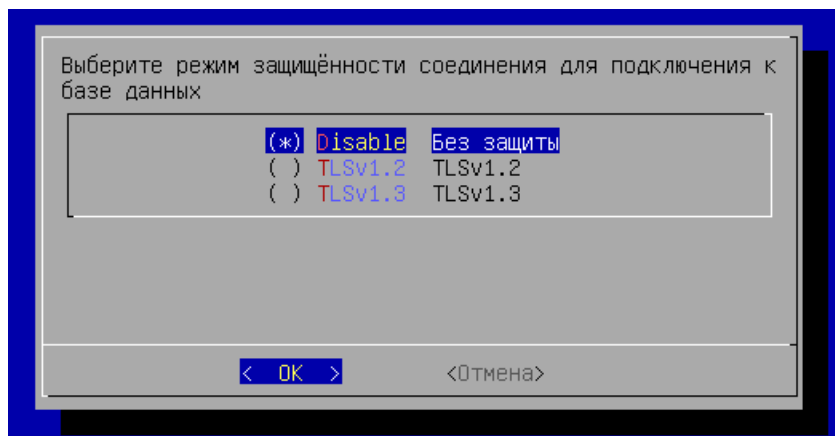 Выберите режим защищённости соединения для подключения к
базе данных
(*) Disable Без защиты
( ) TLSv1.2 TLSv1.2
( ) TLSv1.3 TLSv1.3
< OK > <Отмена>